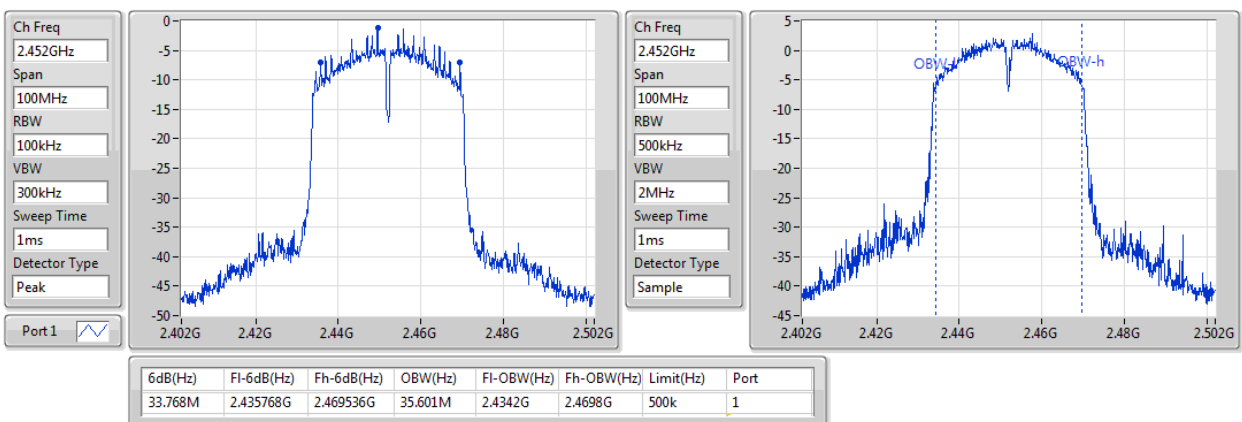 Ch Freq
2.452GHz
Span
100MHz
RBW
100kHz
VBW
300kHz
Sweep Time
1ms
Detector Type
Peak
Port 1
0-
-5-
-10-
-15-
-20-
-25-
-30-
-35-
-40-
-45-
-50-
2.402G 2.42G 2.44G 2.46G 2.48G 2.502G
Ch Freq
2.452GHz
Span
100MHz
RBW
500kHz
VBW
2MHz
Sweep Time
1ms
Detector Type
Sample
5-
0-
-5-
-10-
-15-
-20-
-25-
-30-
-35-
-40-
-45-
OBW-h
2.402G 2.42G 2.44G 2.46G 2.48G 2.502G
6dB(Hz) Fl-6dB(Hz) Fh-6dB(Hz) OBW(Hz) Fl-OBW(Hz) Fh-OBW(Hz) Limit(Hz) Port
33.768M 2.435768G 2.469536G 35.601M 2.4342G 2.4698G 500k 1